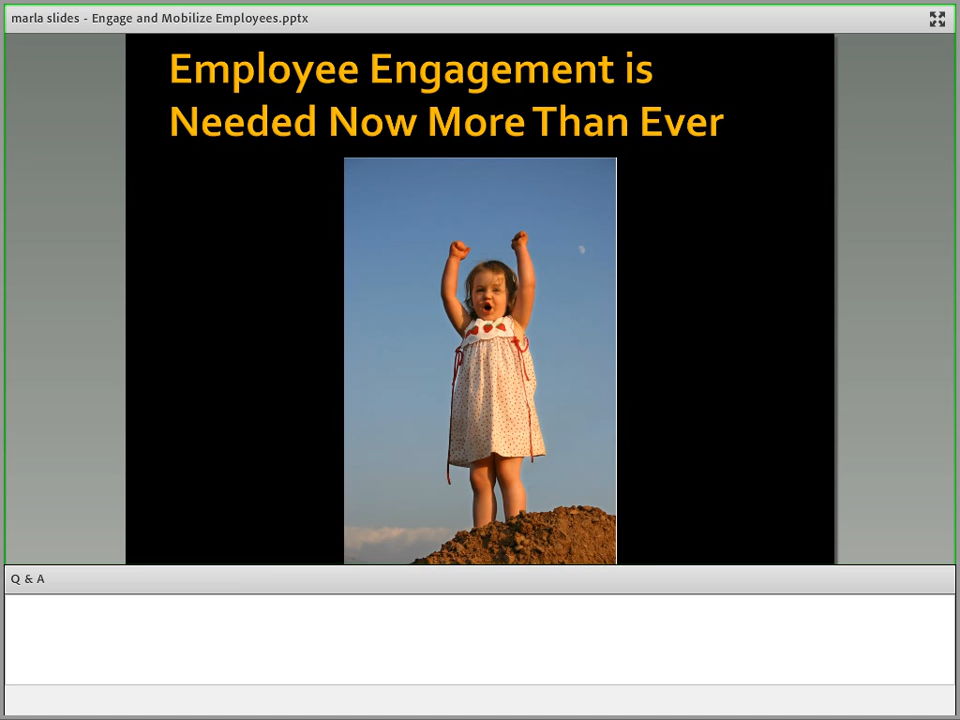 marla slides - Engage and Mobilize Employees.pptx
Employee Engagement is
Needed Now More Than Ever
Q & A